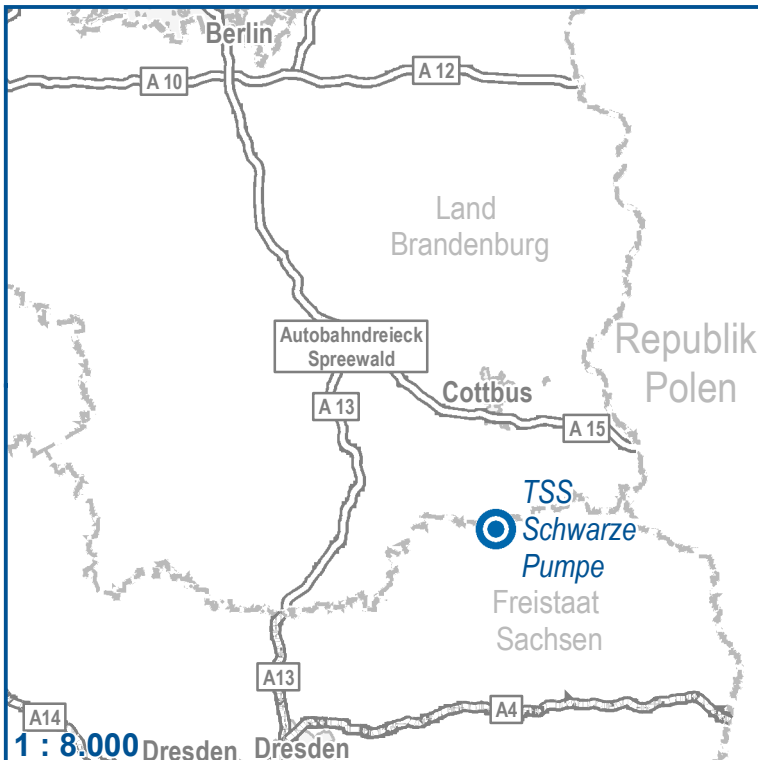 Berlin
A 10
A 12
Land
Brandenburg
Autobahndreieck
Spreewald
Republik
Polen
Cottbus
A 13
A 15
TSS
Schwarze
Pumpe
Freistaat
Sachsen
A13
A4
A14
1 : 8.000
Dresden
Dresden